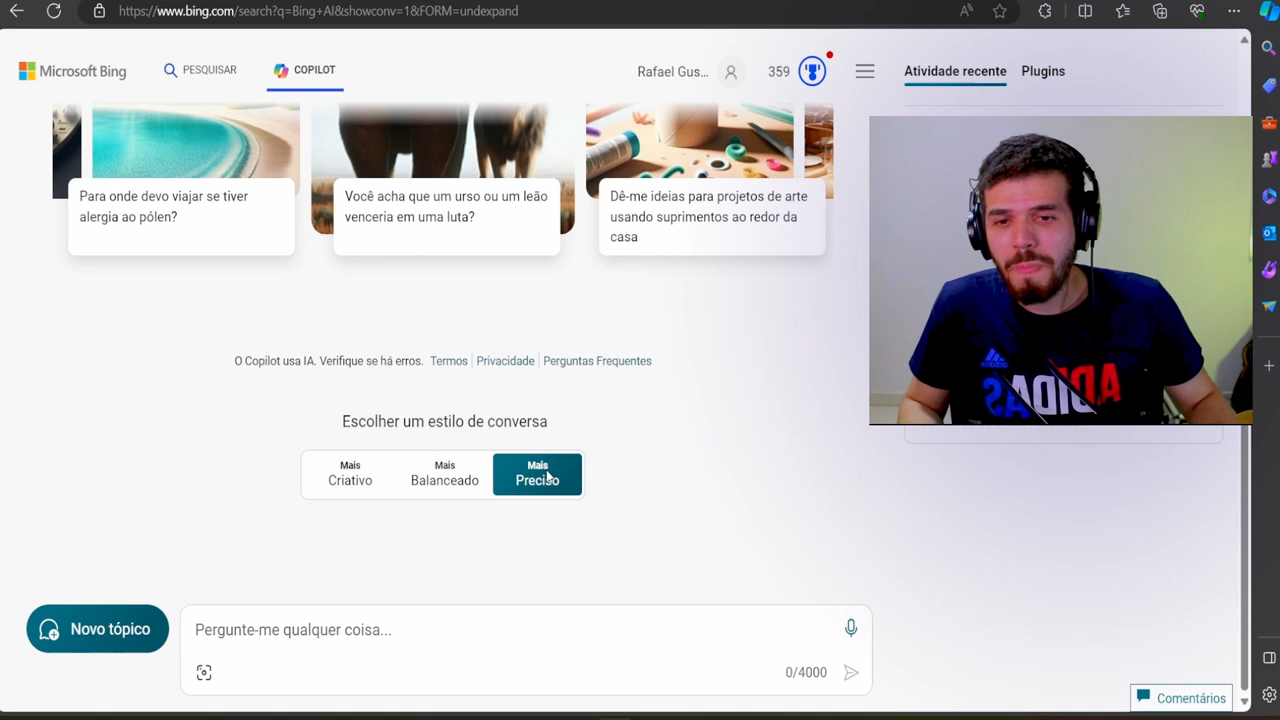 https://www.bing.com/search?q=Bing+AI&showconv=1&FORM=undexpand
Microsoft Bing
PESQUISAR
COPILOT
Rafael Gus...
359
Atividade recente
Plugins
Para onde devo viajar se tiver
alergia ao pólen?
Você acha que um urso ou um leão
venceria em uma luta?
Dê-me ideias para projetos de arte
usando suprimentos ao redor da
casa
adidas
ADIDAS
O Copilot usa IA. Verifique se há erros. Termos Privacidade Perguntas Frequentes
Escolher um estilo de conversa
Mais
Criativo
Mais
Balanceado
Mais
Preciso
Novo tópico
Pergunte-me qualquer coisa...
0/4000
Comentários